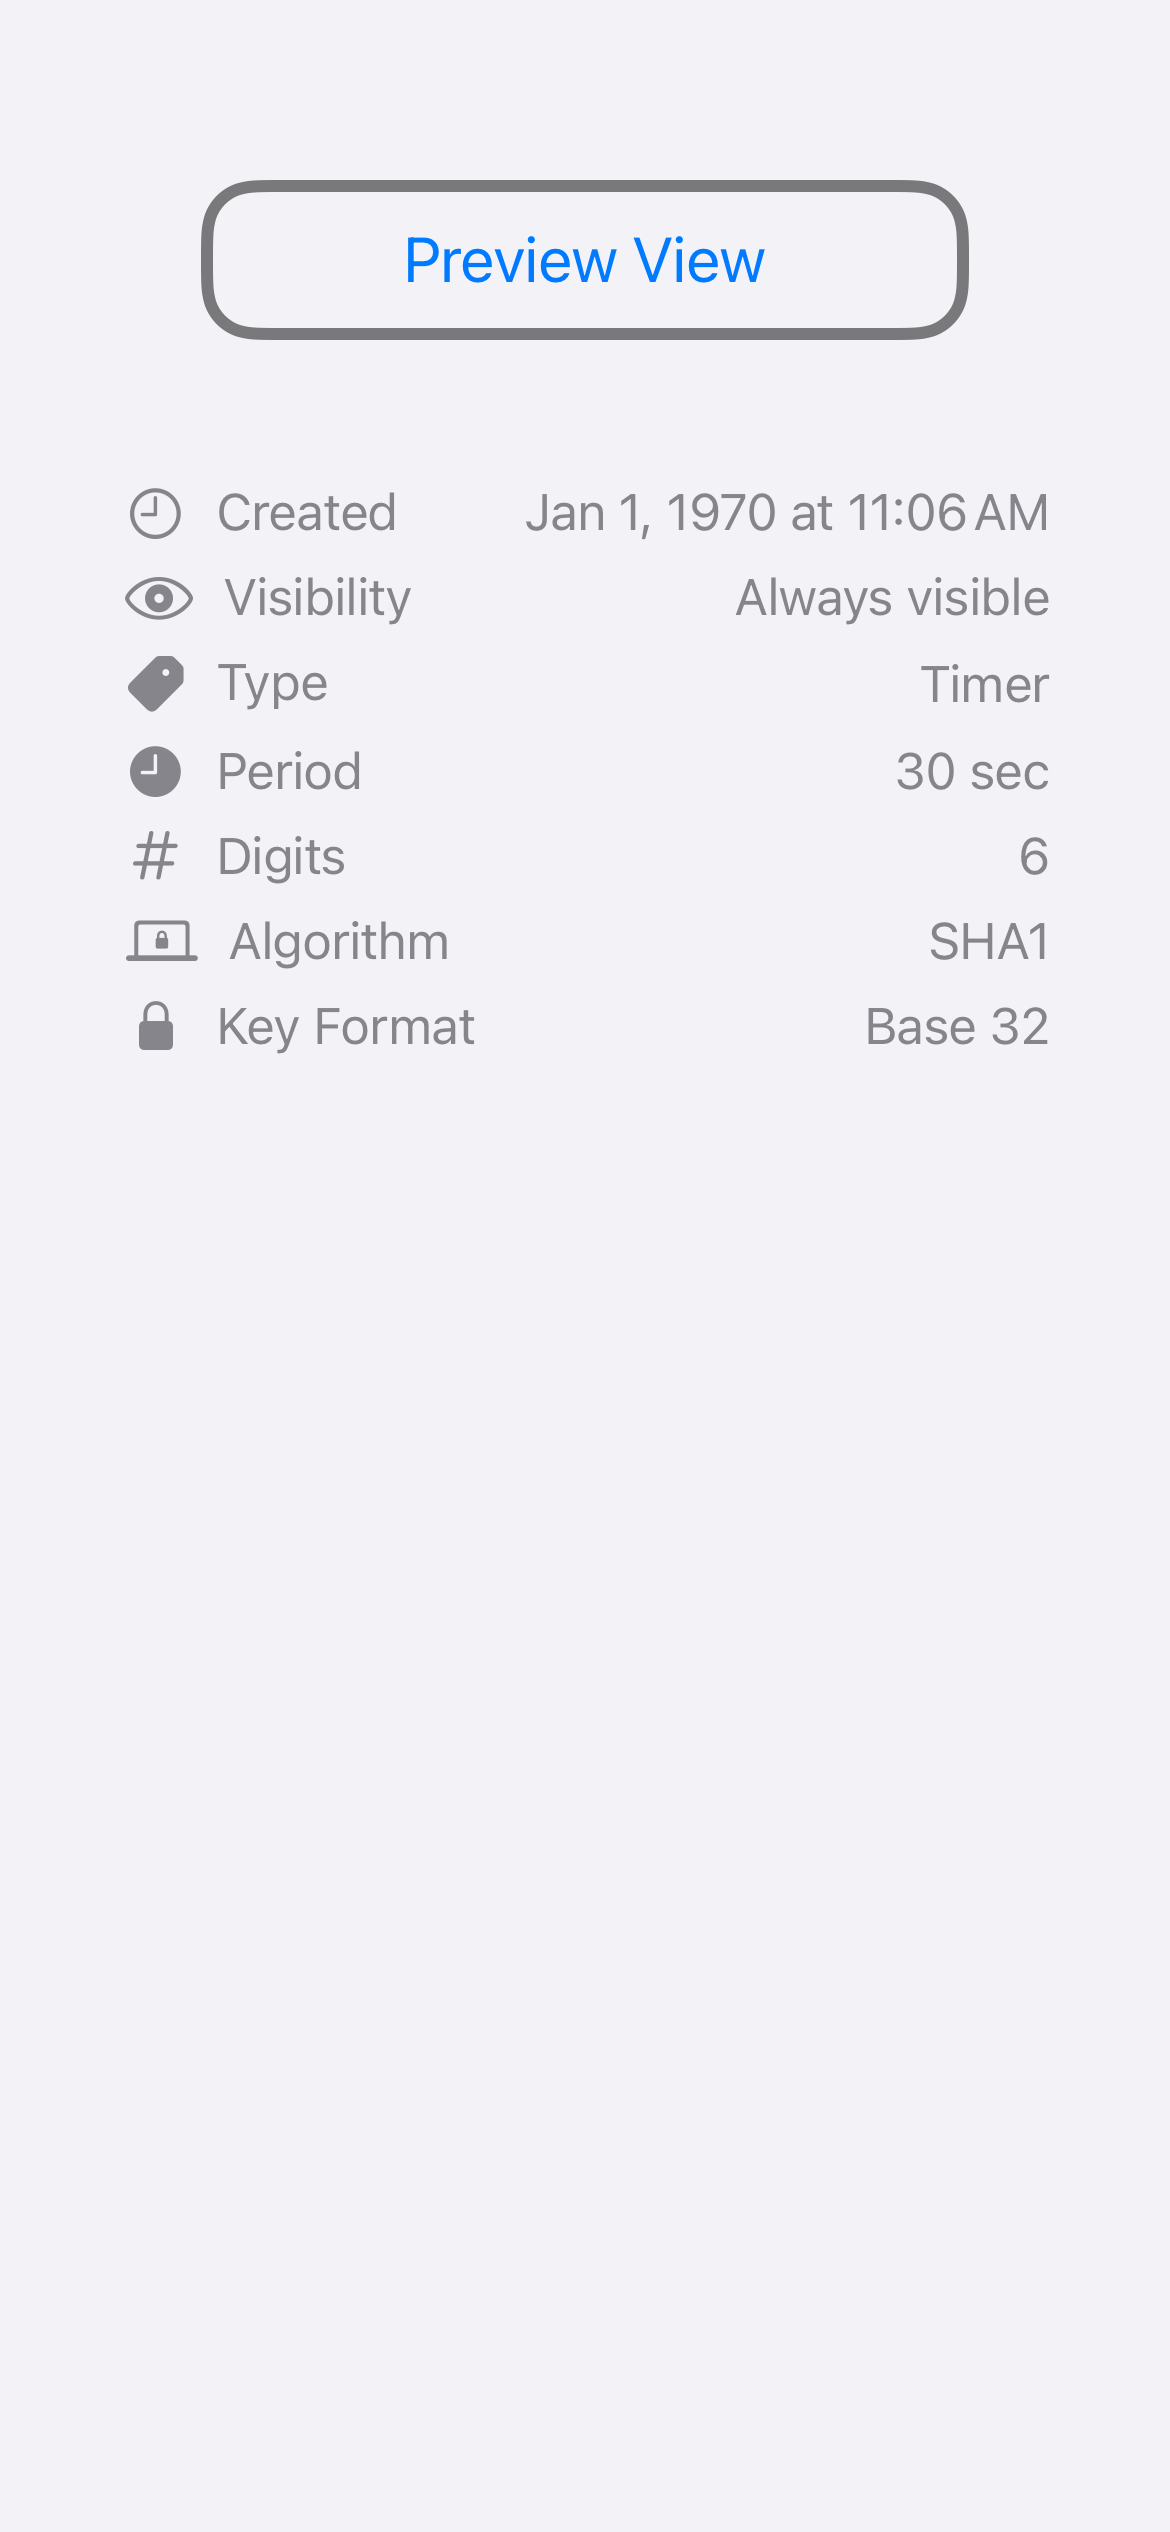 Preview View
Created Jan 1, 1970 at 11:06 AM
Visibility Always visible
Type Timer
Period 30 sec
Digits 6
Algorithm SHA1
Key Format Base 32